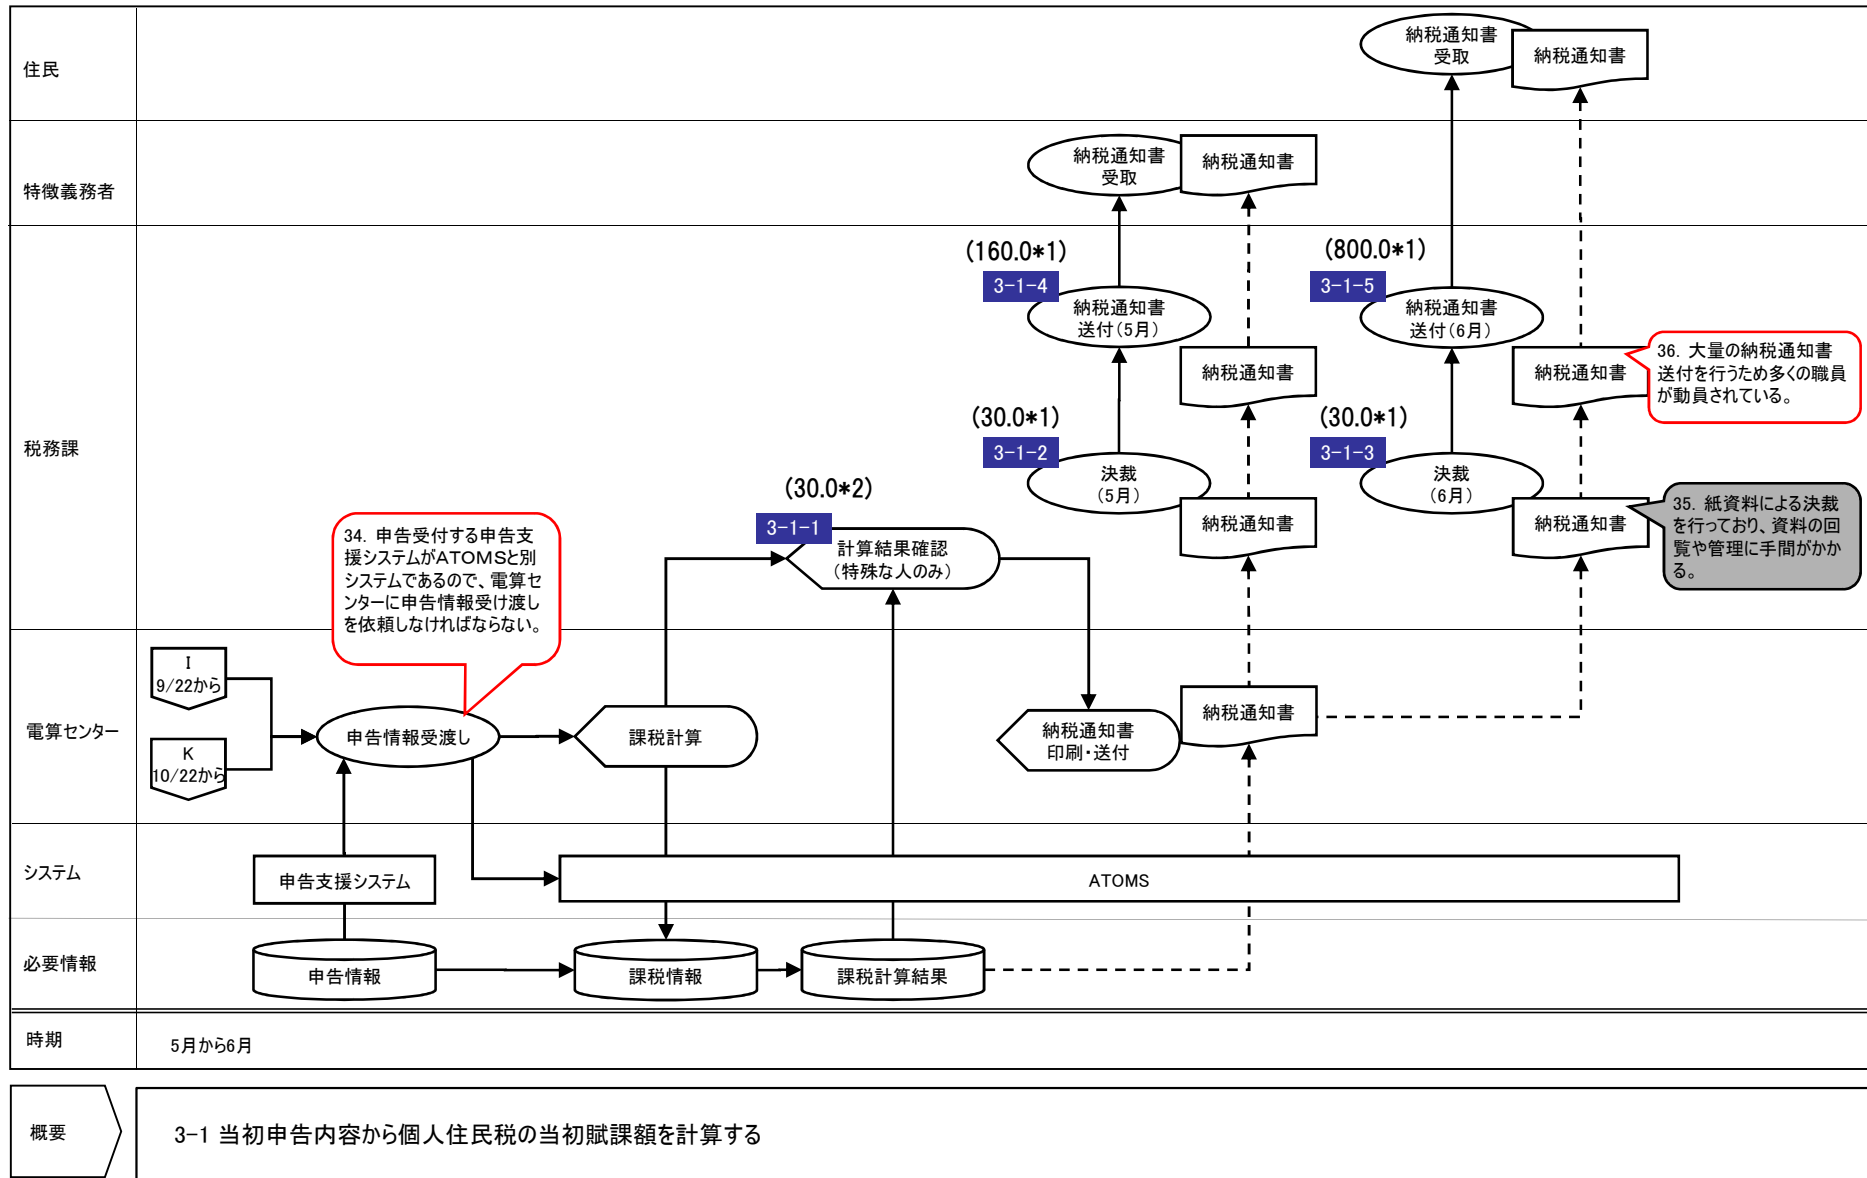 住民
納税通知書
受取
納税通知書
特徴義務者
納税通知書
受取
納税通知書
税務課
(160.0*1)
3-1-4
納税通知書
送付(5月)
納税通知書
(800.0*1)
3-1-5
納税通知書
送付(6月)
納税通知書
36. 大量の納税通知書
送付を行うため多くの職員
が動員されている。
(30.0*1)
3-1-2
決裁
(5月)
納税通知書
(30.0*1)
3-1-3
決裁
(6月)
納税通知書
35. 紙資料による決裁
を行っており、資料の回
覧や管理に手間がかか
る。
(30.0*2)
3-1-1
計算結果確認
(特殊な人のみ)
34. 申告受付する申告支
援システムがATOMSと別
システムであるので、電算セ
ンターに申告情報受け渡し
を依頼しなければならない。
電算センター
I
9/22から
K
10/22から
申告情報受渡し
課税計算
納税通知書
印刷・送付
納税通知書
システム
申告支援システム
ATOMS
必要情報
申告情報
課税情報
課税計算結果
時期
5月から6月
概要
3-1 当初申告内容から個人住民税の当初賦課額を計算する